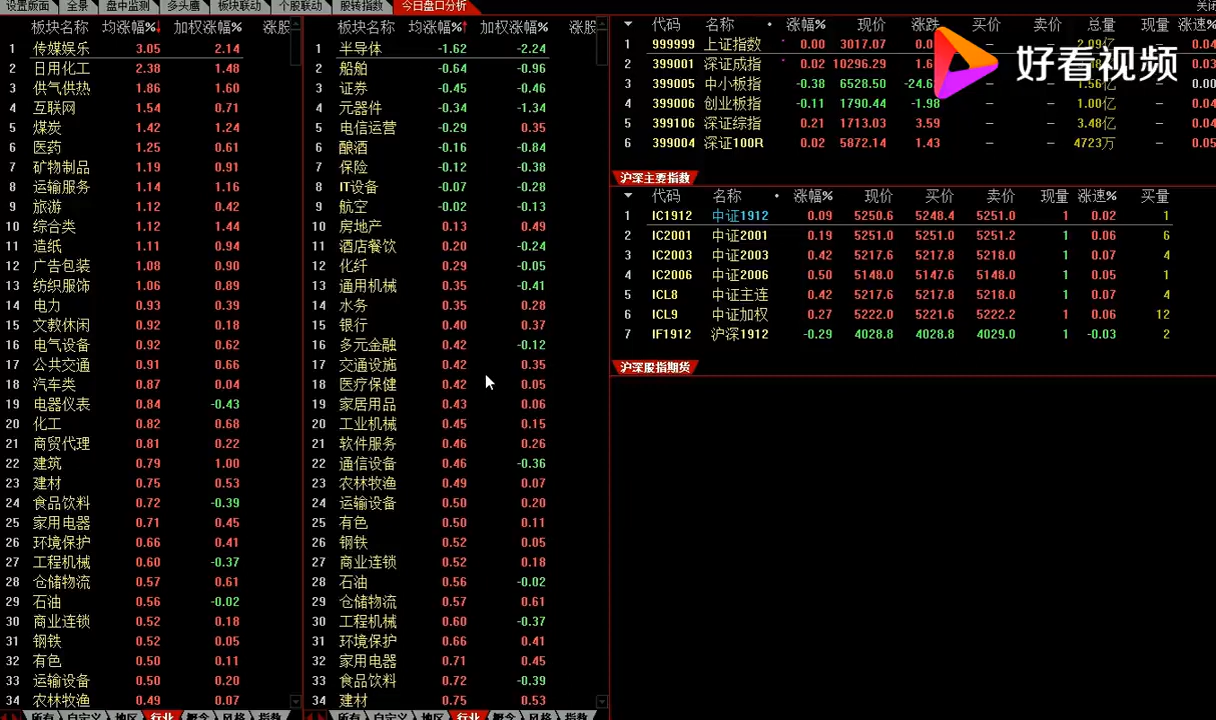 设置版面 全景 盘中监测 多头鹰 板块联动 个股联动 股转指数 今日盘口分析
板块名称 均涨幅%↓ 加权涨幅% 涨股
1 传媒娱乐 3.05 2.14
2 日用化工 2.38 1.48
3 供气供热 1.86 1.60
4 互联网 1.54 0.71
5 煤炭 1.42 1.24
6 医药 1.25 0.61
7 矿物制品 1.19 0.91
8 运输服务 1.14 1.16
9 旅游 1.12 0.42
10 综合类 1.12 1.44
11 造纸 1.11 0.94
12 广告包装 1.08 0.90
13 纺织服饰 1.06 0.89
14 电力 0.93 0.39
15 文教休闲 0.92 0.18
16 电气设备 0.92 0.62
17 公共交通 0.91 0.66
18 汽车类 0.87 0.04
19 电器仪表 0.84 -0.43
20 化工 0.82 0.68
21 商贸代理 0.81 0.22
22 建筑 0.79 1.00
23 建材 0.75 0.53
24 食品饮料 0.72 -0.39
25 家用电器 0.71 0.45
26 环境保护 0.66 0.41
27 工程机械 0.60 -0.37
28 仓储物流 0.57 0.61
29 石油 0.56 -0.02
30 商业连锁 0.52 0.18
31 钢铁 0.52 0.05
32 有色 0.50 0.11
33 运输设备 0.50 0.20
34 农林牧渔 0.49 0.07
所有 自定义 地区 行业 概念 风格 指数
板块名称 均涨幅%↑ 加权涨幅% 涨股
1 半导体 -1.62 -2.24
2 船舶 -0.64 -0.96
3 证券 -0.45 -0.46
4 元器件 -0.34 -1.34
5 电信运营 -0.29 0.35
6 酿酒 -0.16 -0.84
7 保险 -0.12 -0.38
8 IT设备 -0.07 -0.28
9 航空 -0.02 -0.13
10 房地产 0.13 0.49
11 酒店餐饮 0.20 -0.24
12 化纤 0.29 -0.05
13 通用机械 0.35 -0.41
14 水务 0.35 0.28
15 银行 0.40 0.37
16 多元金融 0.42 -0.12
17 交通设施 0.42 0.35
18 医疗保健 0.42 0.05
19 家居用品 0.43 0.06
20 工业机械 0.45 0.15
21 软件服务 0.46 0.26
22 通信设备 0.46 -0.36
23 农林牧渔 0.49 0.07
24 运输设备 0.50 0.20
25 有色 0.50 0.11
26 钢铁 0.52 0.05
27 商业连锁 0.52 0.18
28 石油 0.56 -0.02
29 仓储物流 0.57 0.61
30 工程机械 0.60 -0.37
31 环境保护 0.66 0.41
32 家用电器 0.71 0.45
33 食品饮料 0.72 -0.39
34 建材 0.75 0.53
所有 自定义 地区 行业 概念 风格 指数
代码 名称 涨幅% 现价 涨跌 买价 卖价 总量 现量 涨速%
1 999999 上证指数 0.00 3017.07 — — — 0.04
2 399001 深证成指 0.02 10296.29 — — — 0.03
3 399005 中小板指 -0.38 6528.50 — — — 0.00
4 399006 创业板指 -0.11 1790.44 -1.98 — — 1.00亿 — 0.04
5 399106 深证综指 0.21 1713.03 3.59 — — 3.48亿 — 0.04
6 399004 深证100R 0.02 5872.14 1.43 — — 4723万 — 0.05
好看视频
沪深主要指数
代码 名称 涨幅% 现价 买价 卖价 现量 涨速% 买量
1 IC1912 中证1912 0.09 5250.6 5248.4 5251.0 1 0.02 1
2 IC2001 中证2001 0.19 5251.0 5251.0 5251.2 1 0.06 6
3 IC2003 中证2003 0.42 5217.6 5217.8 5218.0 1 0.07 4
4 IC2006 中证2006 0.50 5148.0 5147.6 5148.0 1 0.05 1
5 ICL8 中证主连 0.42 5217.6 5217.8 5218.0 1 0.07 4
6 ICL9 中证加权 0.27 5222.0 5221.6 5222.2 1 0.06 12
7 IF1912 沪深1912 -0.29 4028.8 4028.8 4029.0 1 -0.03 2
沪深股指期货